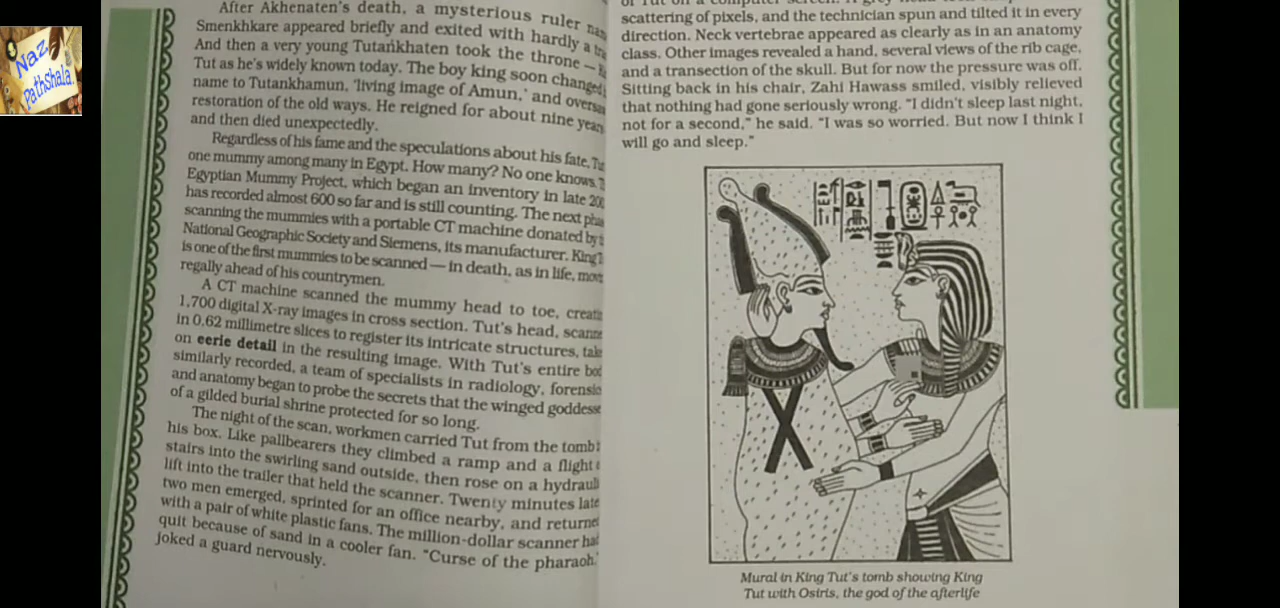 Naz
Pathshala
After Akhenaten's death, a mysterious ruler
Smenkhkare appeared briefly and exited with hardly a
And then a very young Tutankhaten took the throne —
Tut as he's widely known today. The boy king soon changed
name to Tutankhamun, 'living image of Amun,' and
restoration of the old ways. He reigned for about nine years
and then died unexpectedly.
Regardless of his fame and the speculations about his fate,
one mummy among many in Egypt. How many? No one knows.
Egyptian Mummy Project, which began an inventory in late
has recorded almost 600 so far and is still counting. The next
scanning the mummies with a portable CT machine donated by
National Geographic Society and Siemens, its manufacturer. King
is one of the first mummies to be scanned — in death, as in life,
regally ahead of his countrymen.
A CT machine scanned the mummy head to toe,
1,700 digital X-ray images in cross section. Tut's head,
in 0.62 millimetre slices to register its intricate structures,
on eerie detail in the resulting image. With Tut's entire
similarly recorded, a team of specialists in radiology,
and anatomy began to probe the secrets that the winged
of a gilded burial shrine protected for so long.
The night of the scan, workmen carried Tut from the tomb
his box. Like pallbearers they climbed a ramp and a flight
stairs into the swirling sand outside, then rose on a
lift into the trailer that held the scanner. Twenty minutes
two men emerged, sprinted for an office nearby, and
with a pair of white plastic fans. The million-dollar scanner
quit because of sand in a cooler fan. "Curse of the pharaoh,"
joked a guard nervously.
scattering of pixels, and the technician spun and tilted it in every
direction. Neck vertebrae appeared as clearly as in an anatomy
class. Other images revealed a hand, several views of the rib cage,
and a transection of the skull. But for now the pressure was off.
Sitting back in his chair, Zahi Hawass smiled, visibly relieved
that nothing had gone seriously wrong. "I didn't sleep last night,
not for a second," he said. "I was so worried. But now I think I
will go and sleep."
Mural in King Tut's tomb showing King
Tut with Osiris, the god of the afterlife